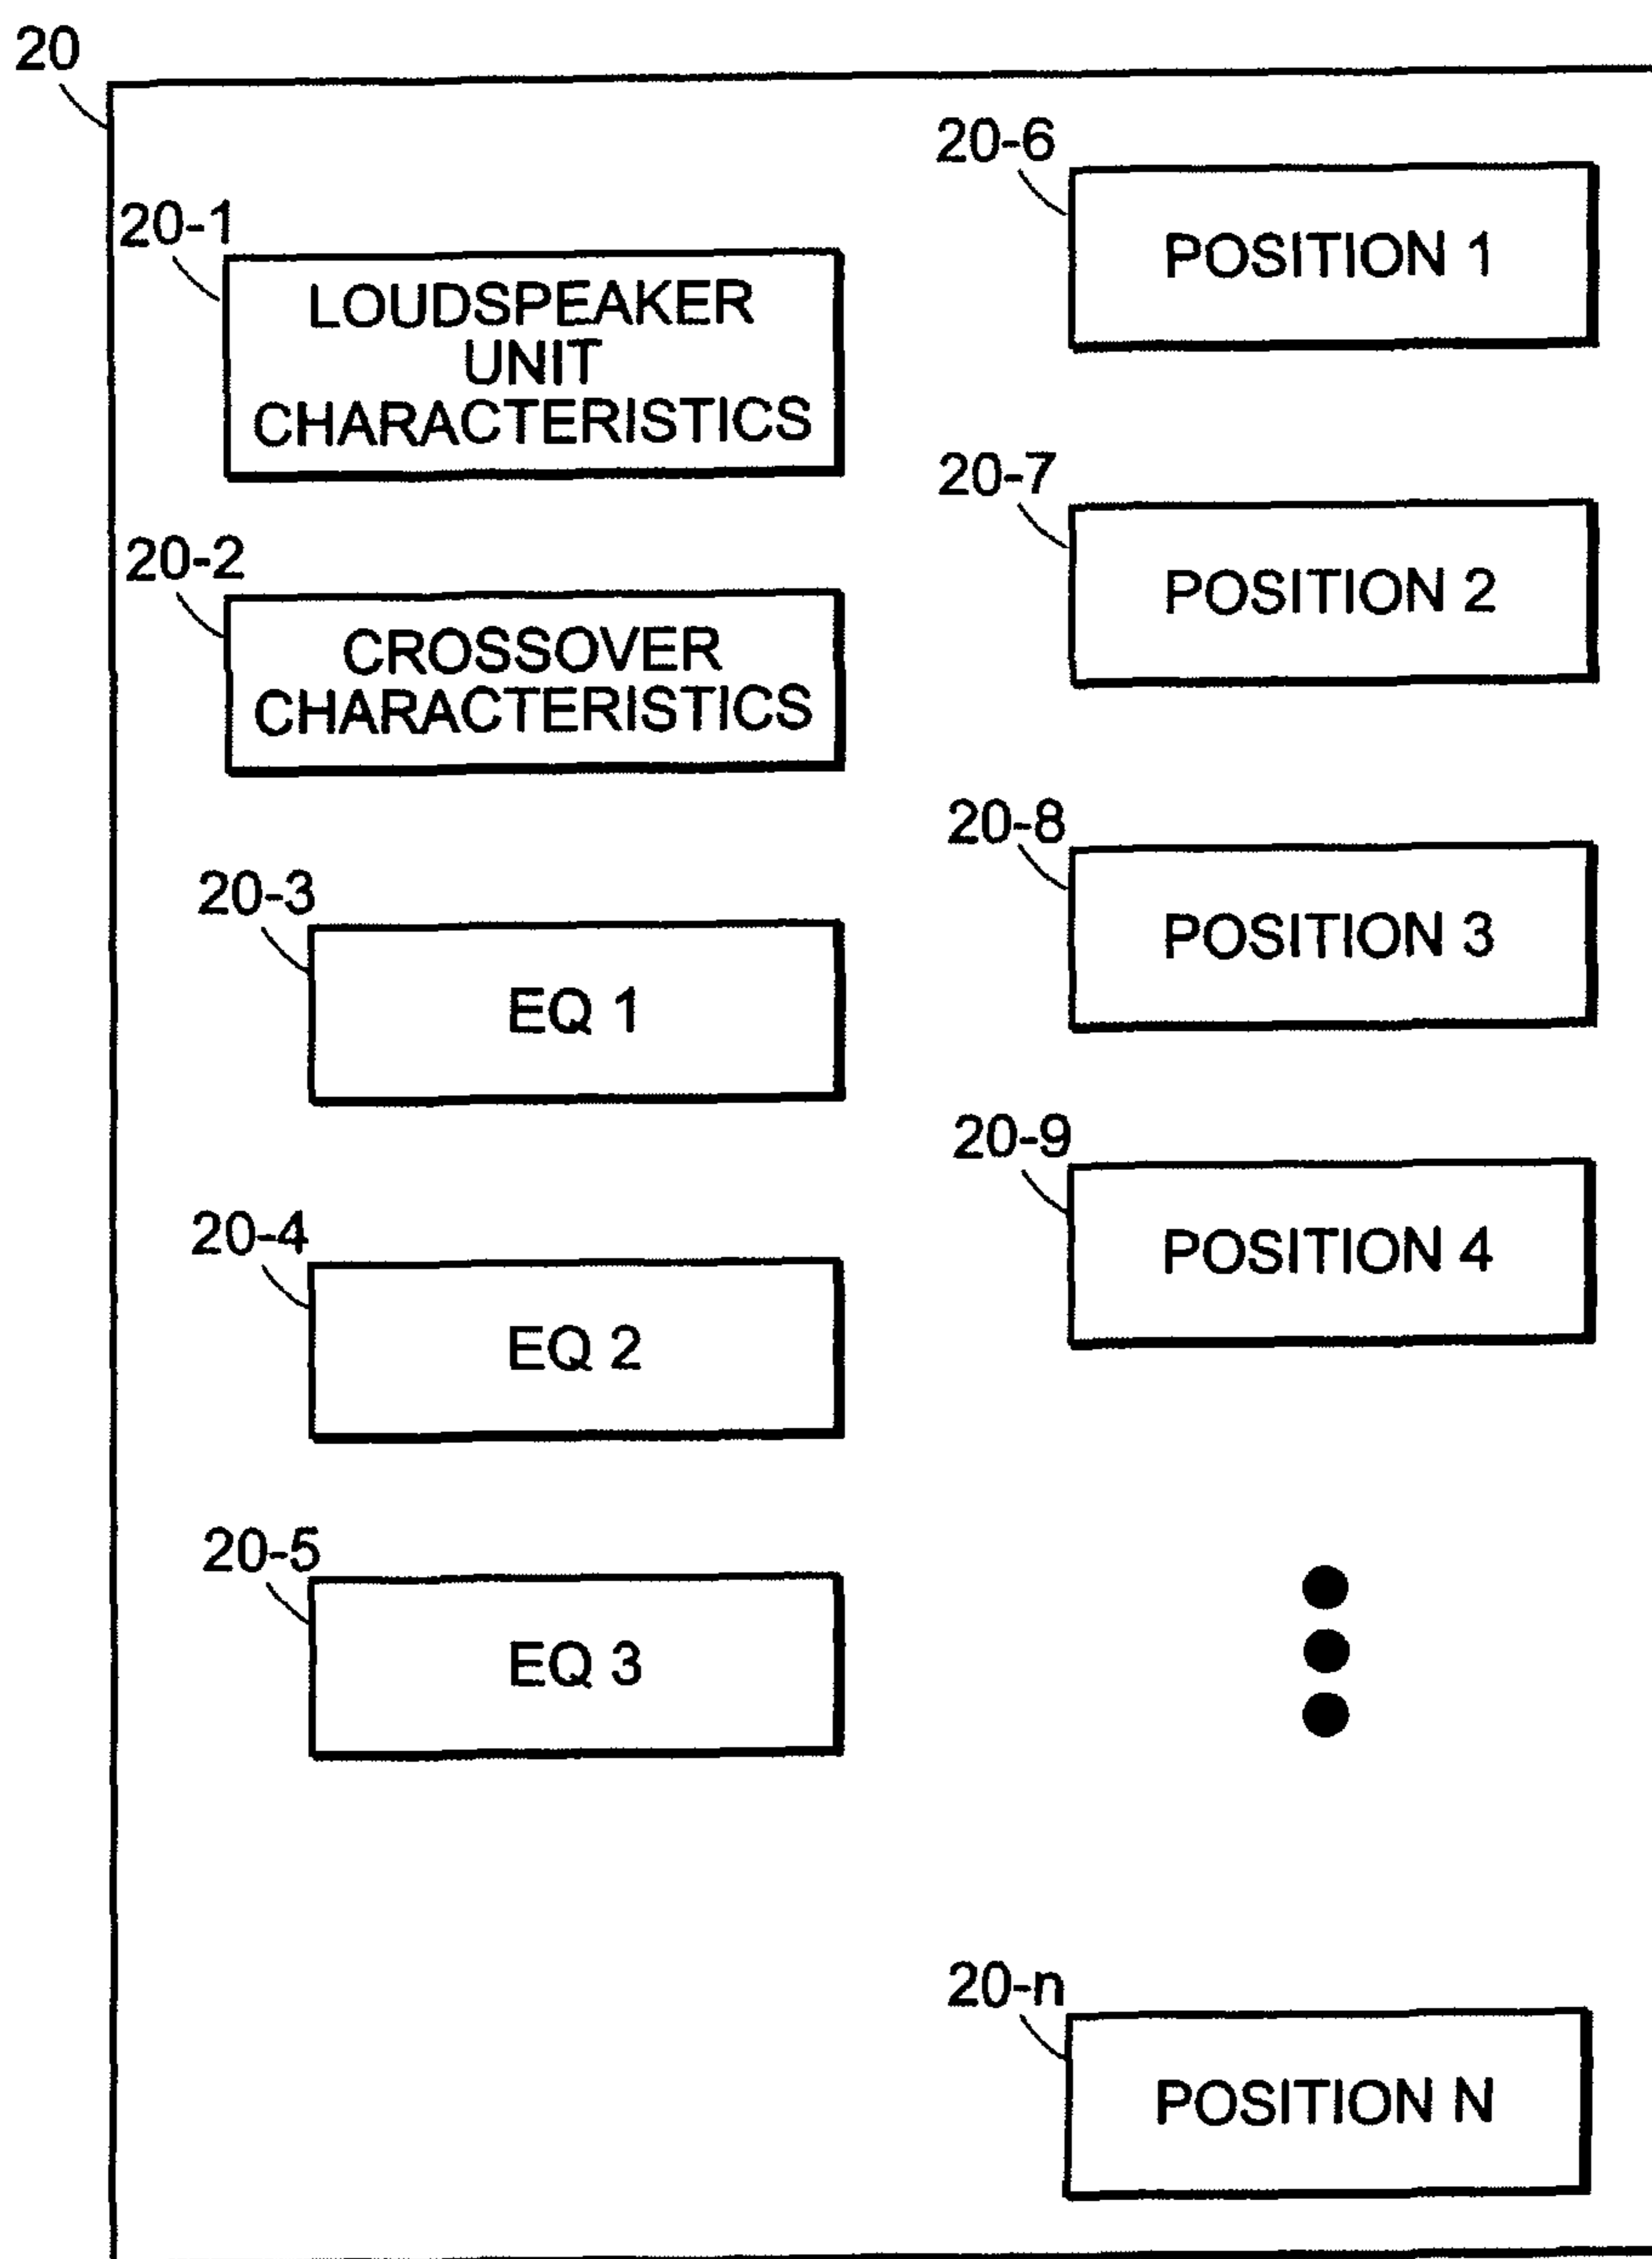 20
20-1
LOUDSPEAKER
UNIT
CHARACTERISTICS
20-2
CROSSOVER
CHARACTERISTICS
20-3
EQ 1
20-4
EQ 2
20-5
EQ 3
20-6
POSITION 1
20-7
POSITION 2
20-8
POSITION 3
20-9
POSITION 4
20-n
POSITION N